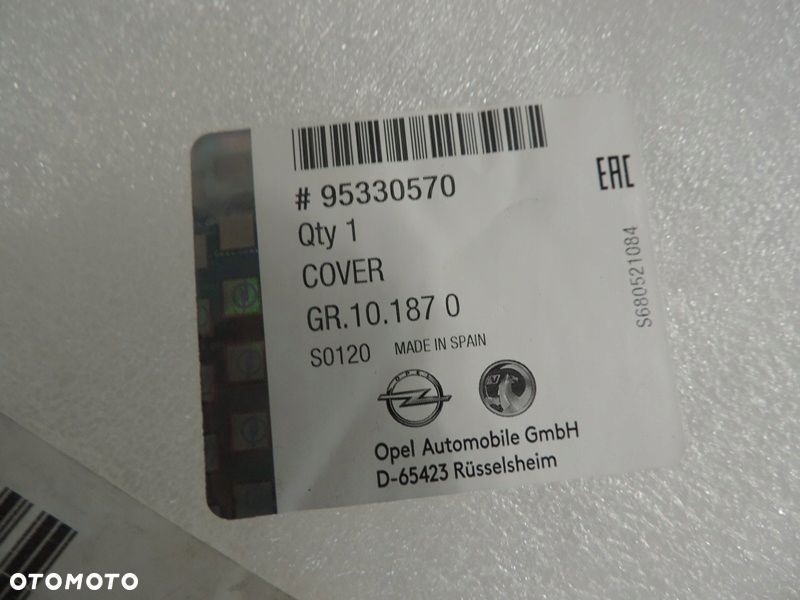 # 95330570
EAC
Qty 1
COVER
GR.10.187 0
S0120 MADE IN SPAIN
S680521084
OPEL
Opel Automobile GmbH
D-65423 Rüsselsheim
OTOMOTO